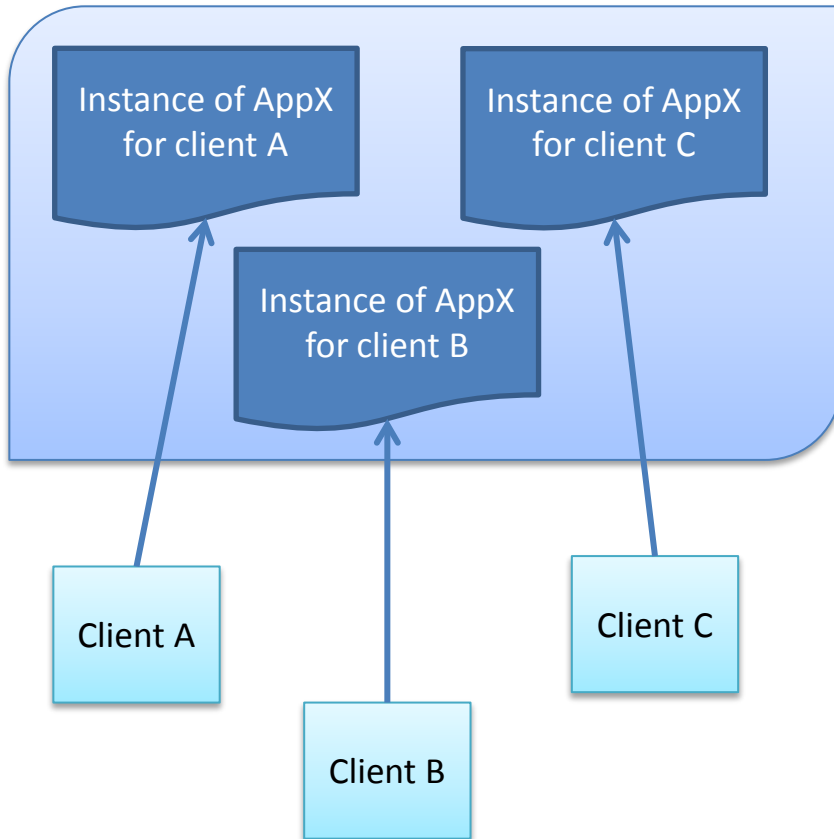 Instance of AppX
for client A
Instance of AppX
for client C
Instance of AppX
for client B
Client A
Client C
Client B